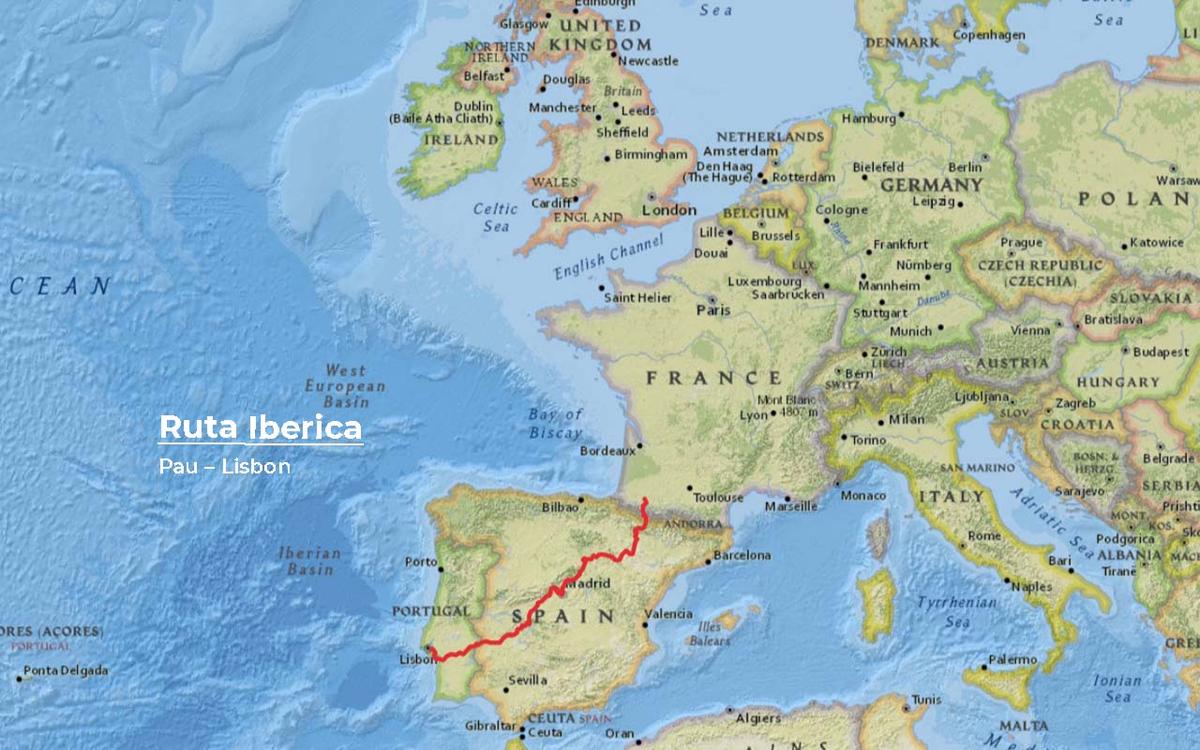 Edinburgh
Sea
Sea
Glasgow
UNITED
KINGDOM
DENMARK
Copenhagen
NORTHERN
IRELAND
Newcastle
Belfast
Douglas
Britain
Dublin
(Baile Átha Cliath)
Manchester
Leeds
Sheffield
IRELAND
Birmingham
Hamburg
NETHERLANDS
Amsterdam
Den Haag
(The Hague)
Rotterdam
Bielefeld
Berlin
GERMANY
Leipzig
Warsaw
POLAN
WALES
Cardiff
ENGLAND
London
Celtic
Sea
BELGIUM
Brussels
Cologne
Rhine
Lille
Douai
English Channel
Frankfurt
Prague
CZECH REPUBLIC
(CZECHIA)
Katowice
LUX.
Luxembourg
Saarbrücken
Nürnberg
Mannheim
Danube
CEAN
Saint Helier
Paris
Stuttgart
Munich
Vienna
SLOVAKIA
Bratislava
Zürich
LIECH.
Bern
SWITZ.
AUSTRIA
Budapest
HUNGARY
West
European
Basin
FRANCE
Mont Blanc
4807 m
Lyon
Ljubljana
SLOV
Zagreb
CROATIA
Milan
Torino
Bay of
Biscay
Ruta Iberica
Pau – Lisbon
Bordeaux
SAN MARINO
BOSN. &
HERZG.
Sarajevo
Belgrade
SERBIA
Toulouse
Marseille
Monaco
ITALY
Adriatic Sea
MONT.
KOS.
Prishti
Bilbao
ANDORRA
Podgorica
ALBANIA
Tirane
Iberian
Basin
Porto
Barcelona
Rome
Bari
Naples
Madrid
PORTUGAL
SPAIN
Valencia
Illes
Balears
Tyrrhenian
Sea
ORES (AÇORES)
PORTUGAL
Ponta Delgada
Lisbon
Palermo
Sevilla
Ionian
Sea
Gibraltar
CEUTA SPAIN
Ceuta
Oran
Algiers
Tunis
MALTA